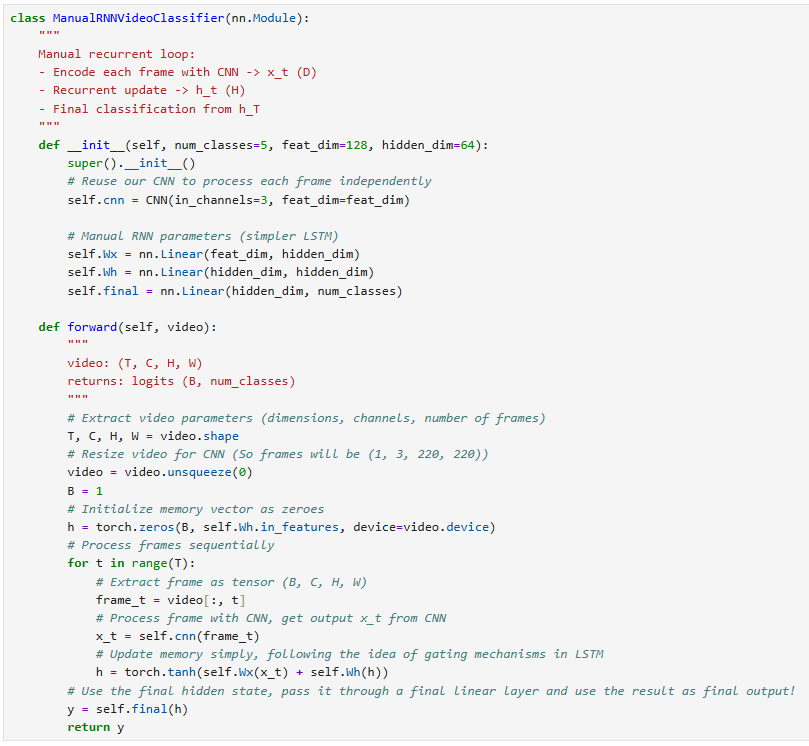 class ManualRNNVideoClassifier(nn.Module):
    """
    Manual recurrent loop:
    - Encode each frame with CNN -> x_t (D)
    - Recurrent update -> h_t (H)
    - Final classification from h_T
    """
    def __init__(self, num_classes=5, feat_dim=128, hidden_dim=64):
        super().__init__()
        # Reuse our CNN to process each frame independently
        self.cnn = CNN(in_channels=3, feat_dim=feat_dim)

        # Manual RNN parameters (simpler LSTM)
        self.Wx = nn.Linear(feat_dim, hidden_dim)
        self.Wh = nn.Linear(hidden_dim, hidden_dim)
        self.final = nn.Linear(hidden_dim, num_classes)

    def forward(self, video):
        """
        video: (T, C, H, W)
        returns: logits (B, num_classes)
        """
        # Extract video parameters (dimensions, channels, number of frames)
        T, C, H, W = video.shape
        # Resize video for CNN (So frames will be (1, 3, 220, 220))
        video = video.unsqueeze(0)
        B = 1
        # Initialize memory vector as zeroes
        h = torch.zeros(B, self.Wh.in_features, device=video.device)
        # Process frames sequentially
        for t in range(T):
            # Extract frame as tensor (B, C, H, W)
            frame_t = video[:, t]
            # Process frame with CNN, get output x_t from CNN
            x_t = self.cnn(frame_t)
            # Update memory simply, following the idea of gating mechanisms in LSTM
            h = torch.tanh(self.Wx(x_t) + self.Wh(h))
        # Use the final hidden state, pass it through a final linear layer and use the result as final output!
        y = self.final(h)
        return y